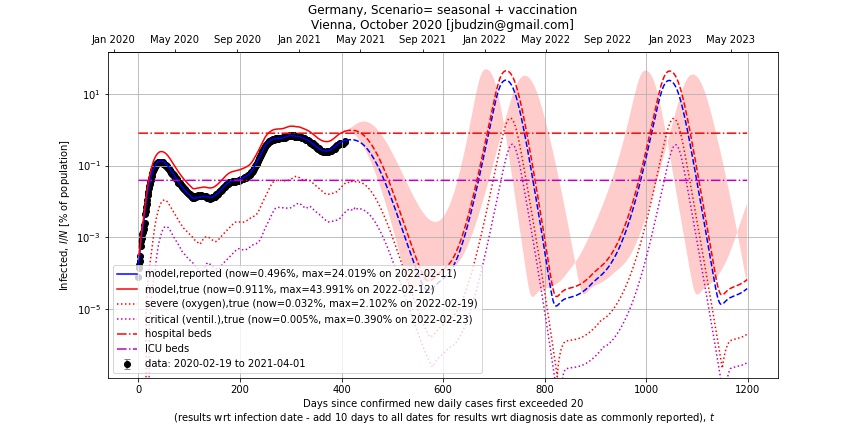 Germany, Scenario= seasonal + vaccination
Vienna, October 2020 [jbudzin@gmail.com]
Jan 2020 May 2020 Sep 2020 Jan 2021 May 2021 Sep 2021 Jan 2022 May 2022 Sep 2022 Jan 2023 May 2023
10¹
10⁻¹
10⁻³
10⁻⁵
Infected, I/N [% of population]
model,reported (now=0.496%, max=24.019% on 2022-02-11)
model,true (now=0.911%, max=43.991% on 2022-02-12)
severe (oxygen),true (now=0.032%, max=2.102% on 2022-02-19)
critical (ventil.),true (now=0.005%, max=0.390% on 2022-02-23)
hospital beds
ICU beds
data: 2020-02-19 to 2021-04-01
0 200 400 600 800 1000 1200
Days since confirmed new daily cases first exceeded 20
(results wrt infection date - add 10 days to all dates for results wrt diagnosis date as commonly reported), t